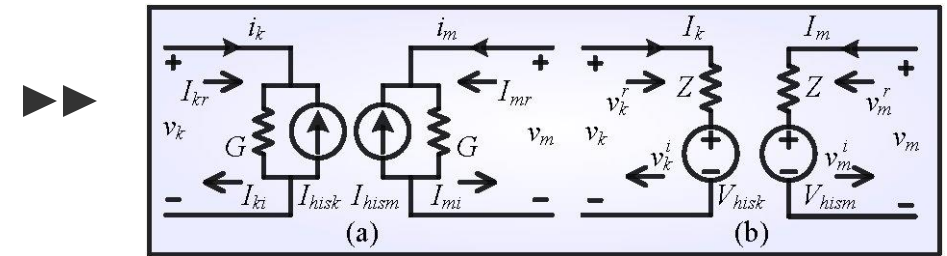 i_k i_m I_k I_m
+ + + +
I_kr I_mr v_k^r Z Z v_m^r
v_k G G v_m v_k + + v_m
v_k^i v_m^i
I_ki I_hisk I_hism I_mi V_hisk V_hism
− − − − − −
(a) (b)